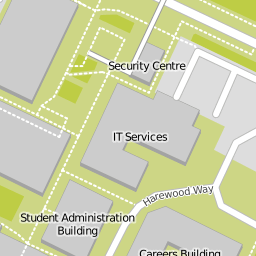 Security Centre
IT Services
Harewood Way
Student Administration
Building
Careers Building